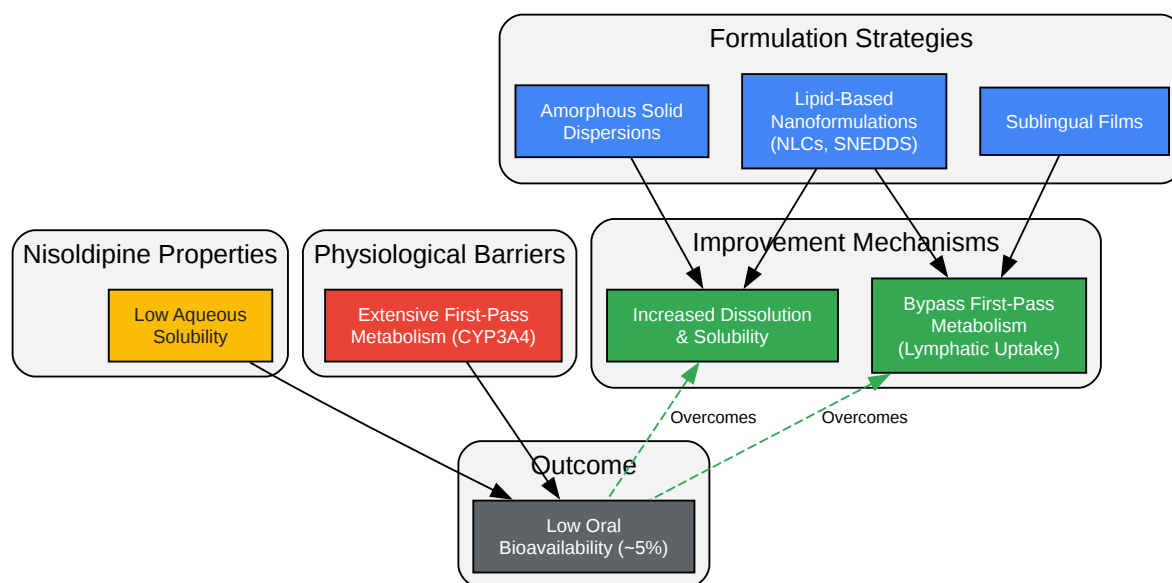 Formulation Strategies
Amorphous Solid
Dispersions
Lipid-Based
Nanoformulations
(NLCs, SNEDDS)
Sublingual Films
Nisoldipine Properties
Low Aqueous
Solubility
Physiological Barriers
Extensive First-Pass
Metabolism (CYP3A4)
Improvement Mechanisms
Increased Dissolution
& Solubility
Bypass First-Pass
Metabolism
(Lymphatic Uptake)
Overcomes
Overcomes
Outcome
Low Oral
Bioavailability (~5%)